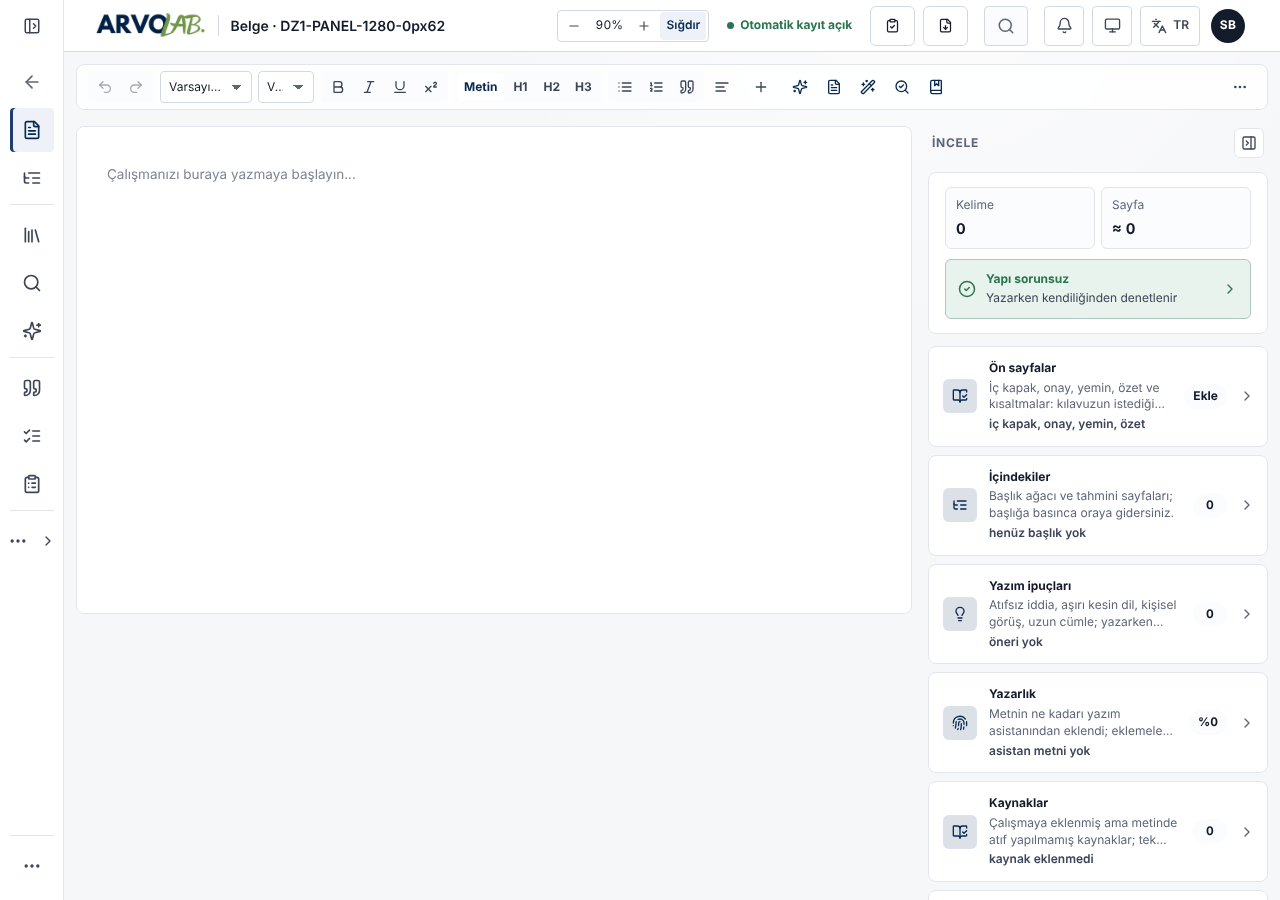 ARVOLAB.
Belge · DZ1-PANEL-1280-0px62
90%
Sığdır
Otomatik kayıt açık
TR
SB
Varsayı...
V..
B
I
U
x²
Metin
H1
H2
H3
Çalışmanızı buraya yazmaya başlayın...
İNCELE
Kelime
0
Sayfa
≈ 0
Yapı sorunsuz
Yazarken kendiliğinden denetlenir
Ön sayfalar
İç kapak, onay, yemin, özet ve
kısaltmalar: kılavuzun istediği...
iç kapak, onay, yemin, özet
Ekle
İçindekiler
Başlık ağacı ve tahmini sayfaları;
başlığa basınca oraya gidersiniz.
henüz başlık yok
0
Yazım ipuçları
Atıfsız iddia, aşırı kesin dil, kişisel
görüş, uzun cümle; yazarken...
öneri yok
0
Yazarlık
Metnin ne kadarı yazım
asistanından eklendi; eklemele...
asistan metni yok
%0
Kaynaklar
Çalışmaya eklenmiş ama metinde
atıf yapılmamış kaynaklar; tek...
kaynak eklenmedi
0